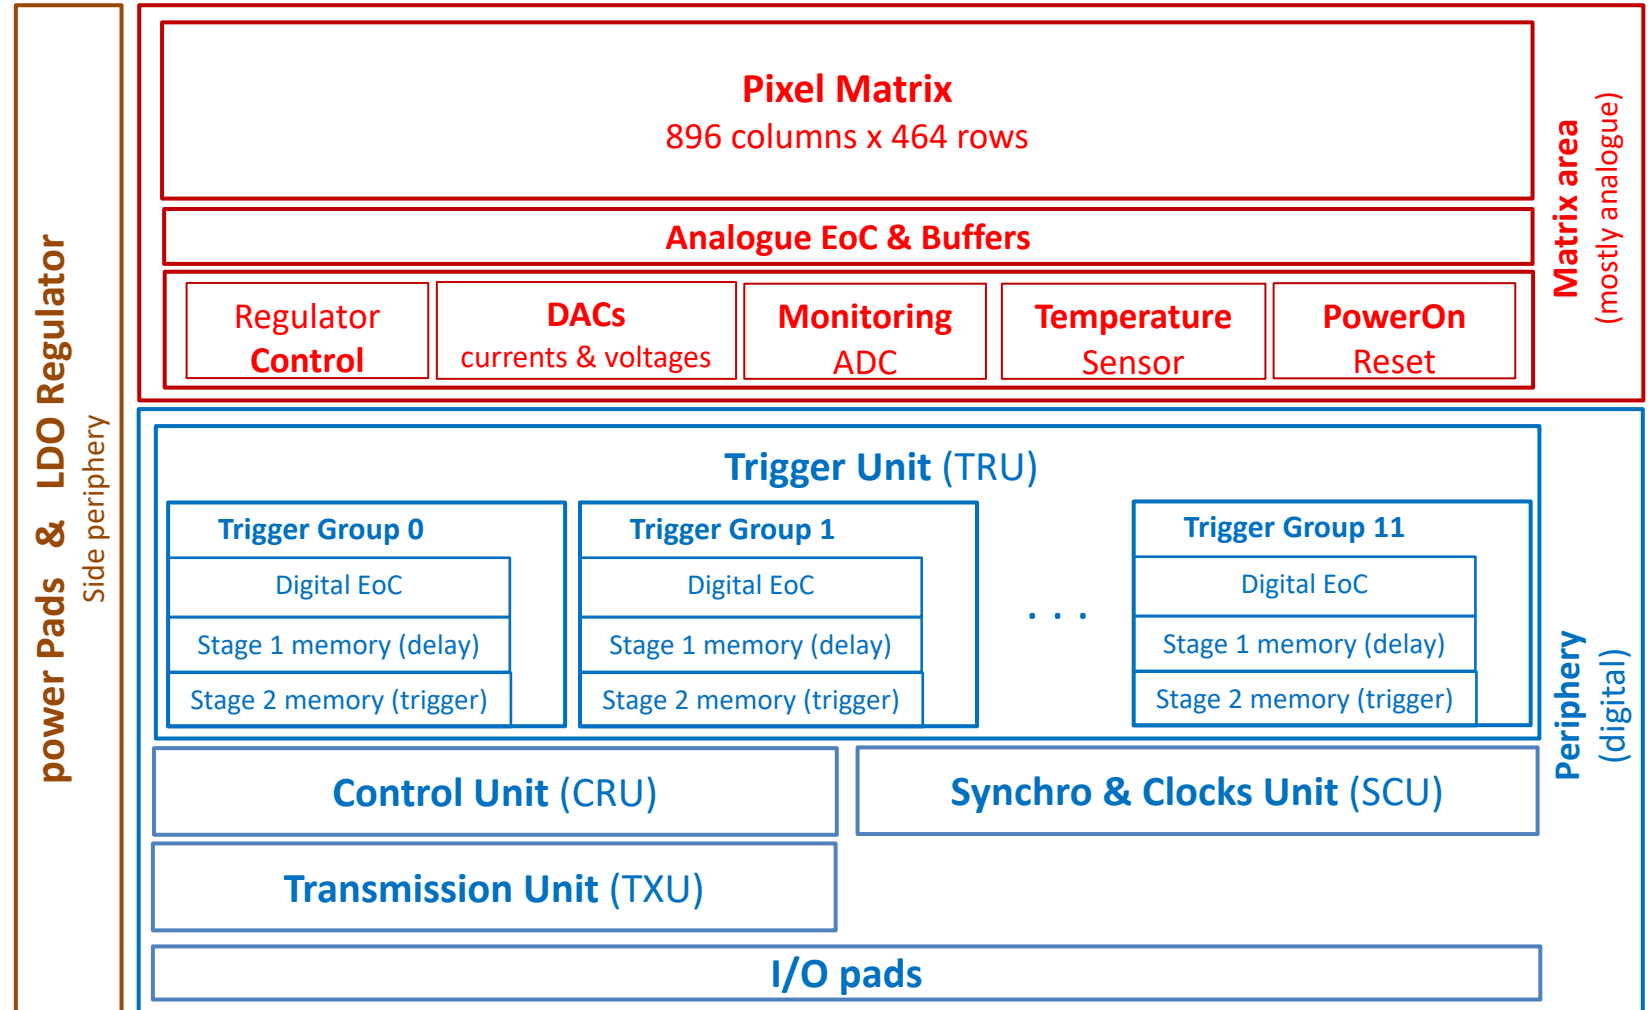 power Pads & LDO Regulator
Side periphery
Pixel Matrix
896 columns x 464 rows
Analogue EoC & Buffers
Regulator
Control
DACs
currents & voltages
Monitoring
ADC
Temperature
Sensor
PowerOn
Reset
Matrix area
(mostly analogue)
Trigger Unit (TRU)
Trigger Group 0
Digital EoC
Stage 1 memory (delay)
Stage 2 memory (trigger)
Trigger Group 1
Digital EoC
Stage 1 memory (delay)
Stage 2 memory (trigger)
. . .
Trigger Group 11
Digital EoC
Stage 1 memory (delay)
Stage 2 memory (trigger)
Control Unit (CRU)
Synchro & Clocks Unit (SCU)
Transmission Unit (TXU)
I/O pads
Periphery
(digital)